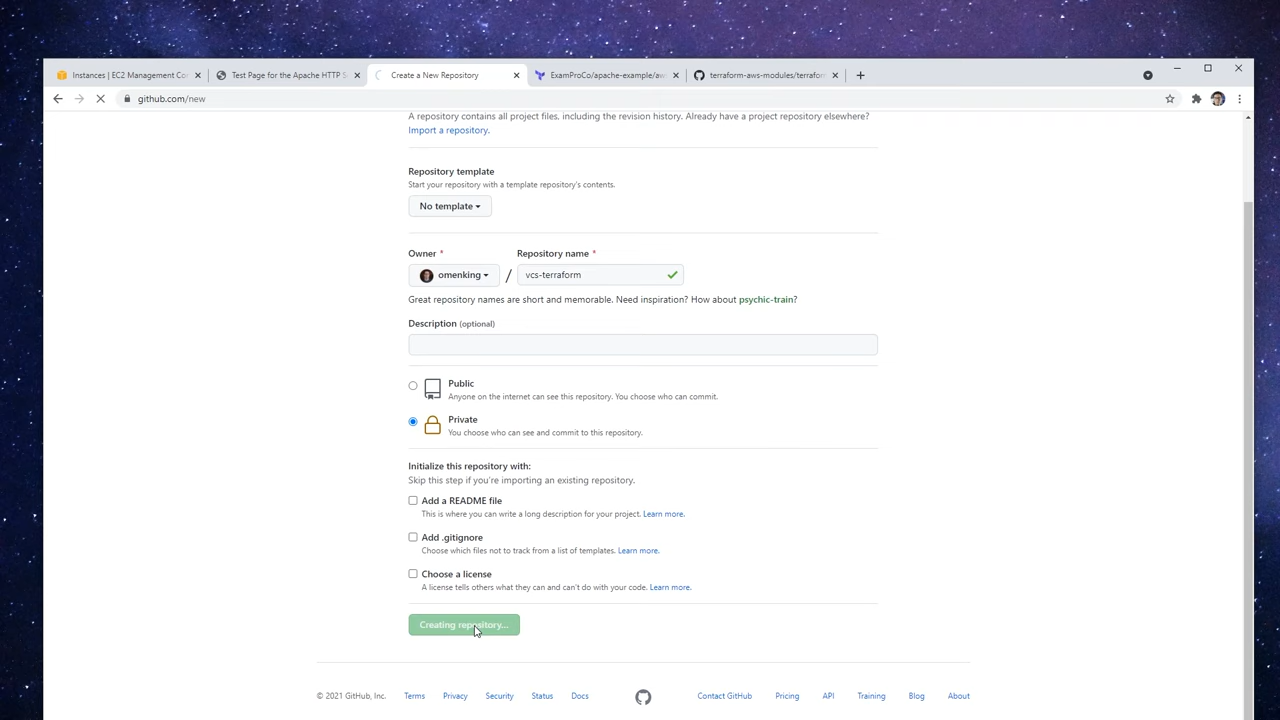 Instances | EC2 Management Co
Test Page for the Apache HTTP S
Create a New Repository
ExamProCo/apache-example/aw
terraform-aws-modules/terrafor
github.com/new
A repository contains all project files, including the revision history. Already have a project repository elsewhere?
Import a repository.
Repository template
Start your repository with a template repository's contents.
No template
Owner *
Repository name *
omenking
/
vcs-terraform
Great repository names are short and memorable. Need inspiration? How about psychic-train?
Description (optional)
Public
Anyone on the internet can see this repository. You choose who can commit.
Private
You choose who can see and commit to this repository.
Initialize this repository with:
Skip this step if you're importing an existing repository.
Add a README file
This is where you can write a long description for your project. Learn more.
Add .gitignore
Choose which files not to track from a list of templates. Learn more.
Choose a license
A license tells others what they can and can't do with your code. Learn more.
Creating repository...
© 2021 GitHub, Inc.
Terms
Privacy
Security
Status
Docs
Contact GitHub
Pricing
API
Training
Blog
About